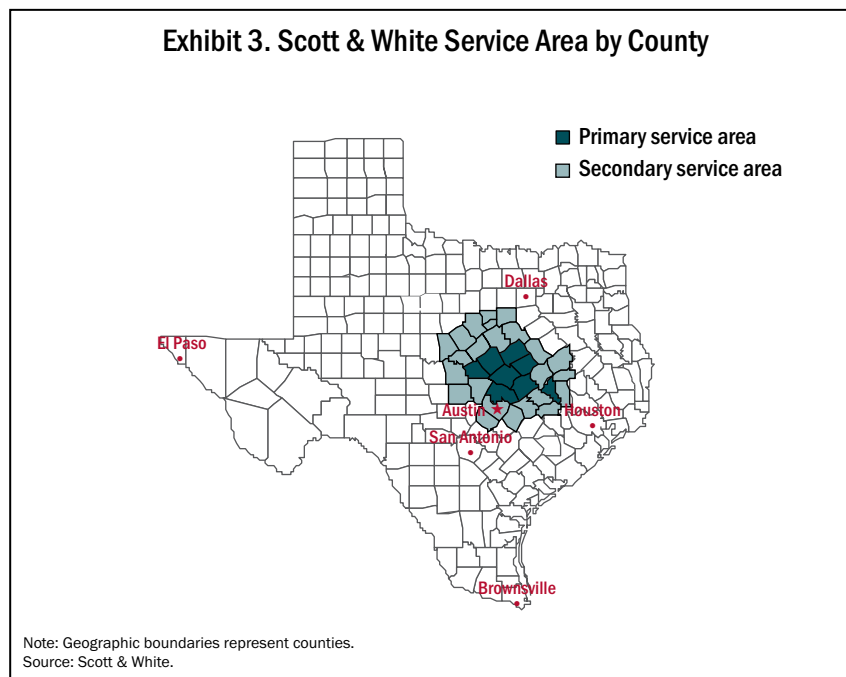 Exhibit 3. Scott & White Service Area by County
Primary service area
Secondary service area
Dallas
El Paso
Austin
Houston
San Antonio
Brownsville
Note: Geographic boundaries represent counties.
Source: Scott & White.